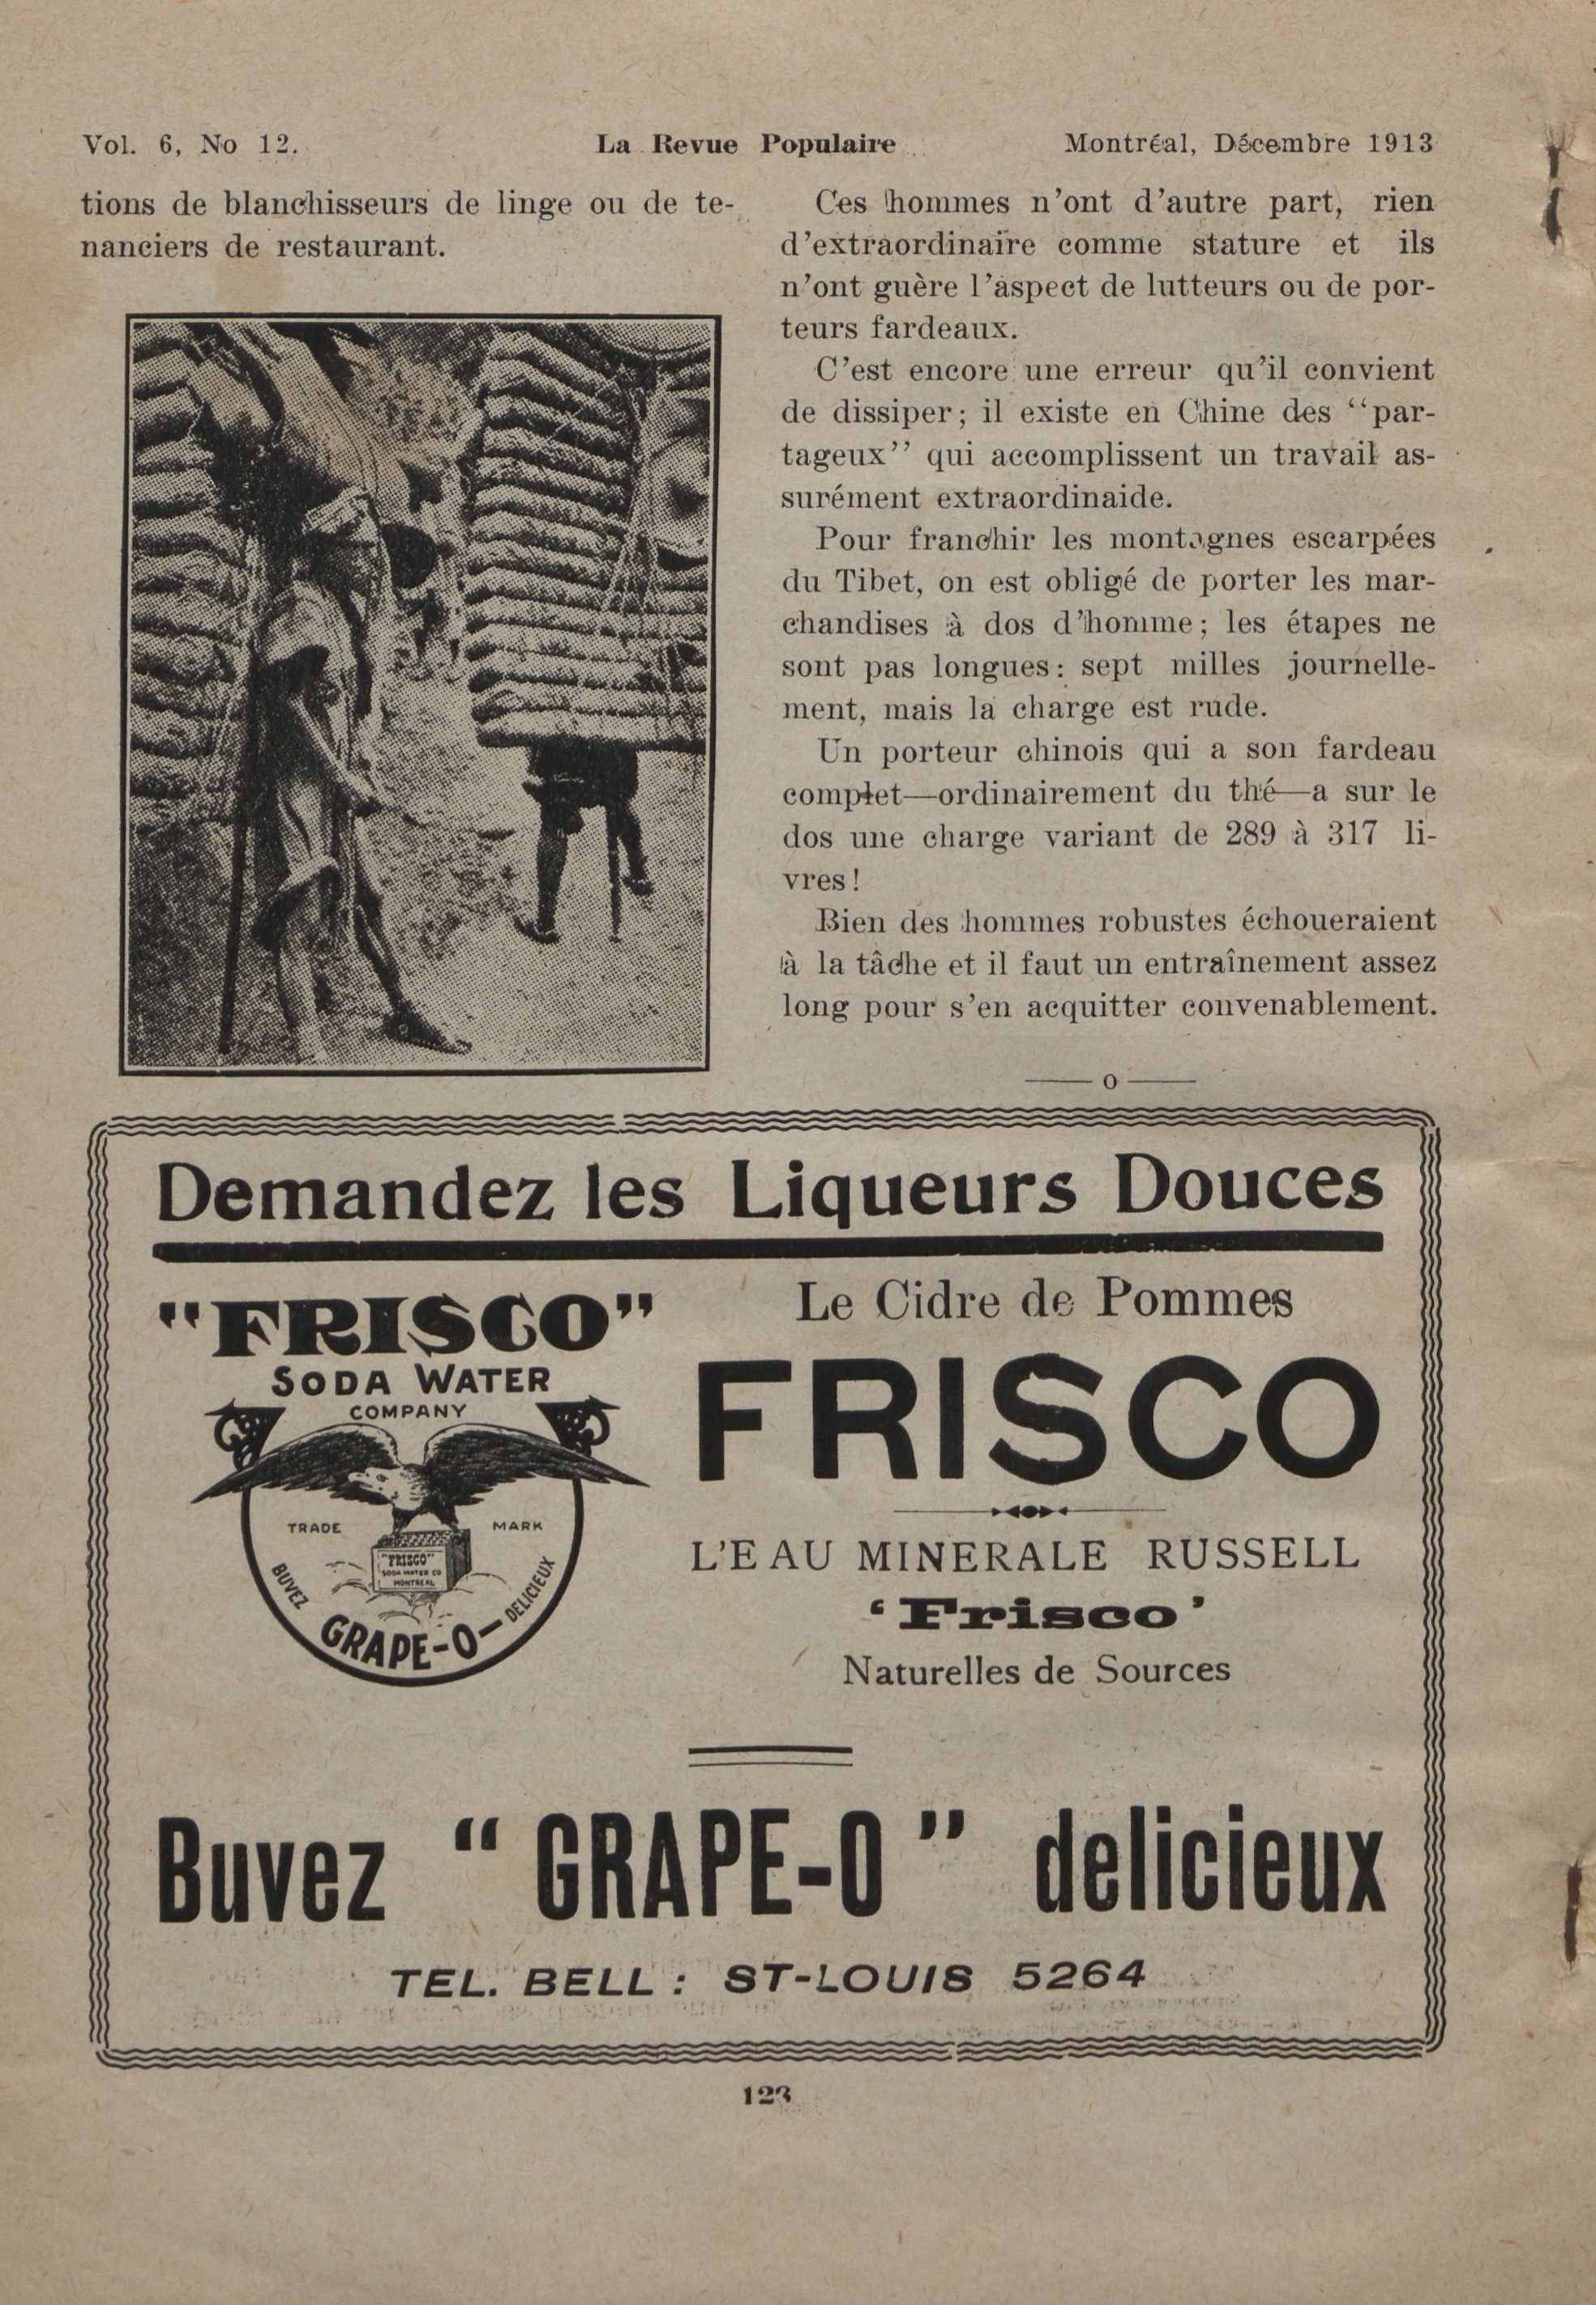 Vol. 6, No 12. La Revue Populaire Montréal, Décembre 1913
tions de blanchisseurs de linge ou de te-
nanciers de restaurant.
Ces hommes n'ont d'autre part, rien
d'extraordinaire comme stature et ils
n'ont guère l'aspect de lutteurs ou de por-
teurs fardeaux.
C'est encore une erreur qu'il convient
de dissiper; il existe en Chine des “par-
tageux’’ qui accomplissent un travail as-
surément extraordinaide.
Pour franchir les montagnes escarpées
du Tibet, on est obligé de porter les mar-
chandises à dos d'homme; les étapes ne
sont pas longues: sept milles journelle-
ment, mais la charge est rude.
Un porteur chinois qui a son fardeau
complet—ordinairement du thé—a sur le
dos une charge variant de 289 à 317 li-
vres!
Bien des hommes robustes échoueraient
à la tâche et il faut un entraînement assez
long pour s'en acquitter convenablement.
— o —
Demandez les Liqueurs Douces
"FRISCO"
SODA WATER
COMPANY
TRADE MARK
"FRISCO"
SODA WATER CO
MONTREAL
BUVEZ
GRAPE-O—
DELICIEUX
Le Cidre de Pommes
FRISCO
L'EAU MINERALE RUSSELL
‘Frisco’
Naturelles de Sources
Buvez “GRAPE-O” delicieux
TEL. BELL: ST-LOUIS 5264
123